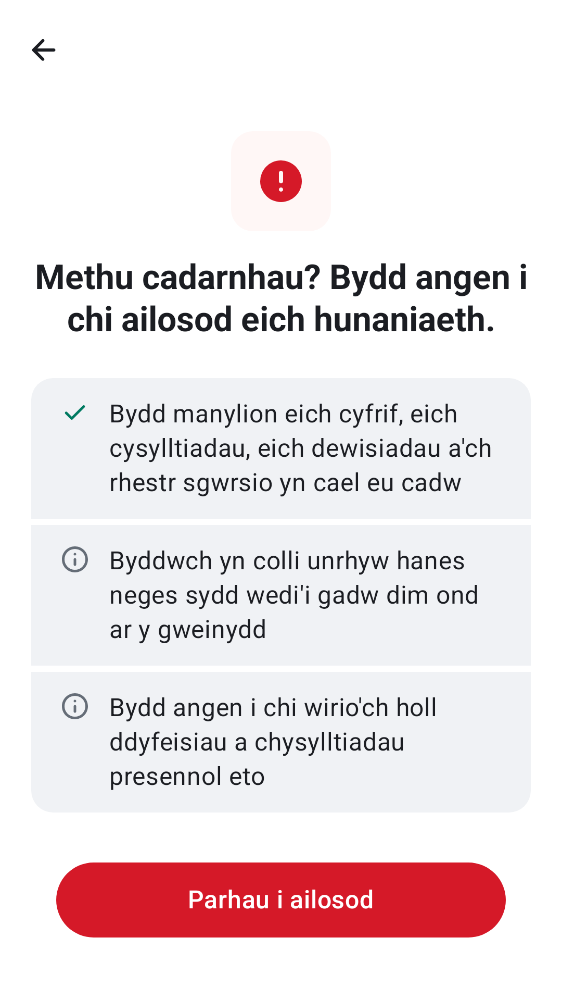 Methu cadarnhau? Bydd angen i
chi ailosod eich hunaniaeth.
Bydd manylion eich cyfrif, eich
cysylltiadau, eich dewisiadau a'ch
rhestr sgwrsio yn cael eu cadw
Byddwch yn colli unrhyw hanes
neges sydd wedi'i gadw dim ond
ar y gweinydd
Bydd angen i chi wirio'ch holl
ddyfeisiau a chysylltiadau
presennol eto
Parhau i ailosod